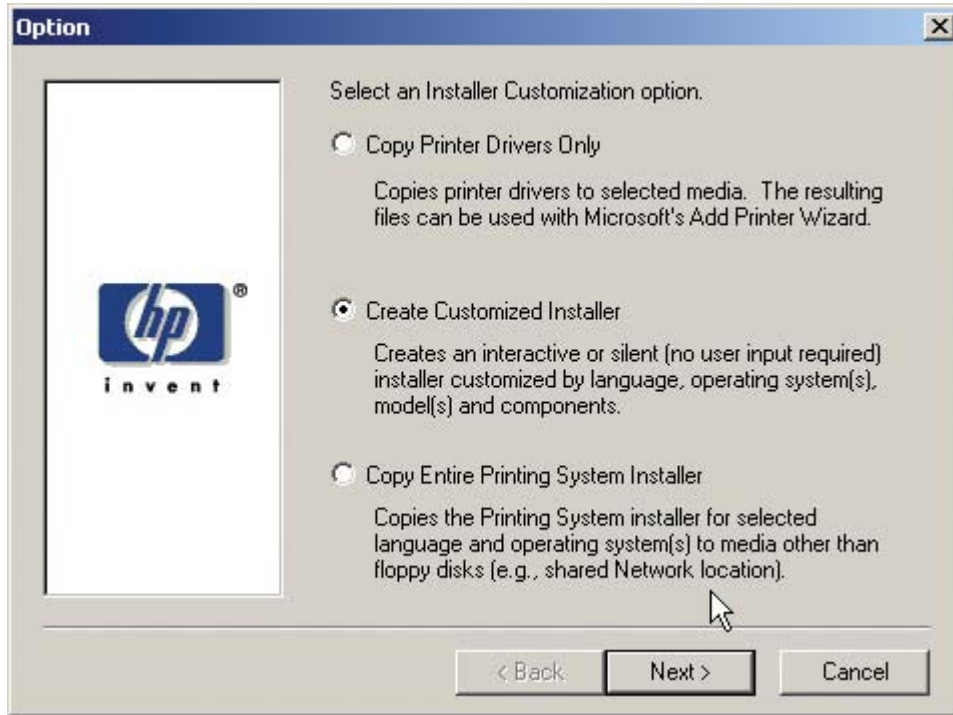 Option
Select an Installer Customization option.
Copy Printer Drivers Only
Copies printer drivers to selected media. The resulting
files can be used with Microsoft's Add Printer Wizard.
hp ®
invent
Create Customized Installer
Creates an interactive or silent (no user input required)
installer customized by language, operating system(s),
model(s) and components.
Copy Entire Printing System Installer
Copies the Printing System installer for selected
language and operating system(s) to media other than
floppy disks (e.g., shared Network location).
< Back
Next >
Cancel